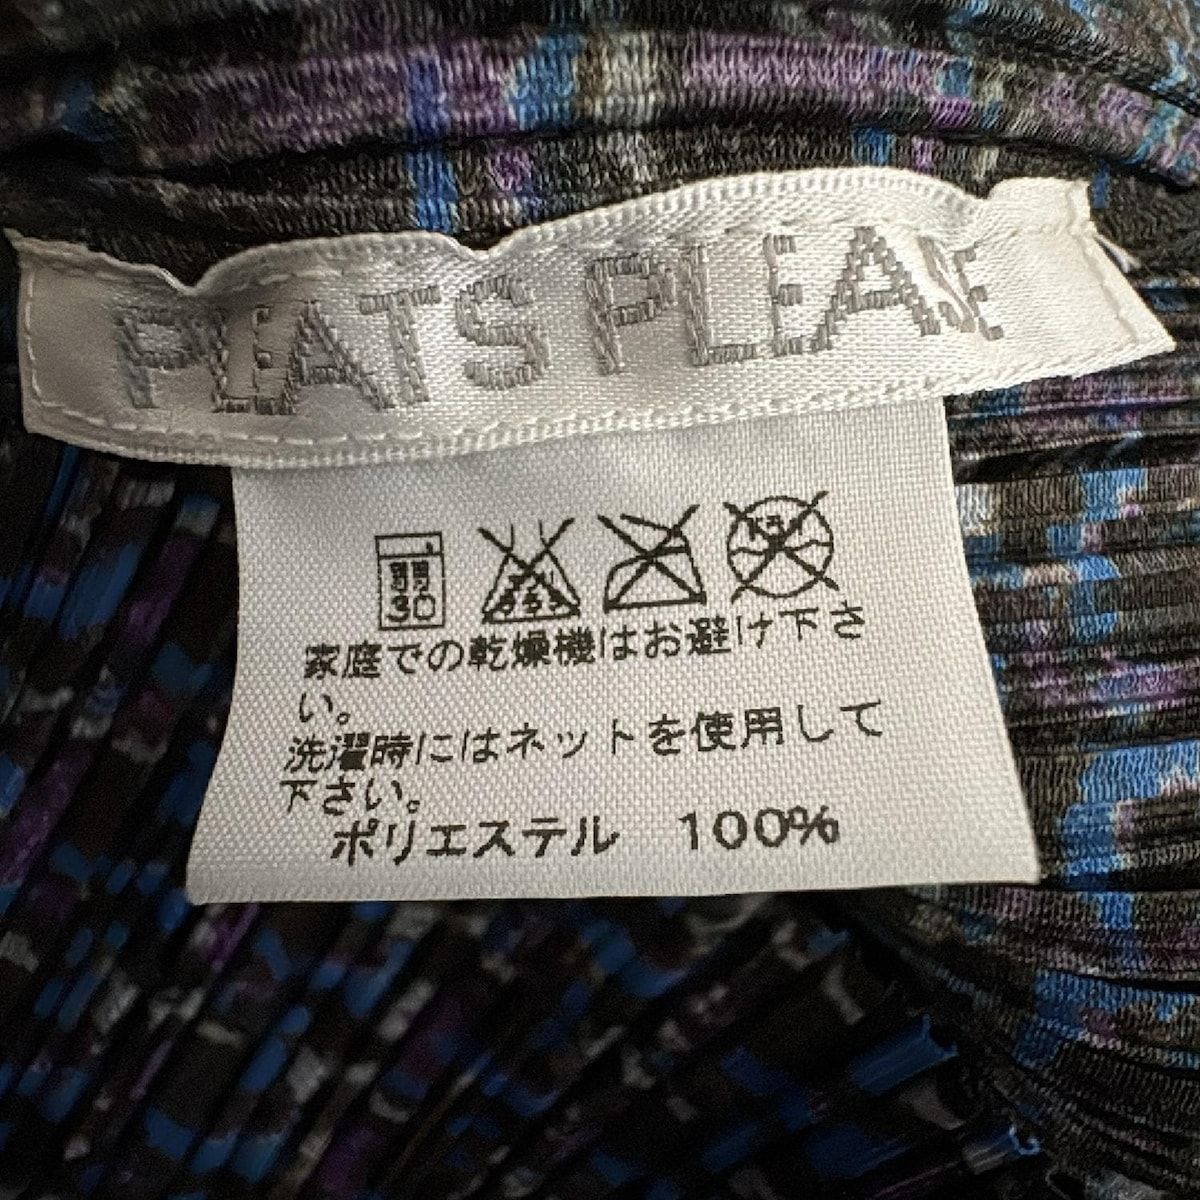 PLEATS PLEASE
弱
30
家庭での乾燥機はお避け下さ
い。
洗濯時にはネットを使用して
下さい。
ポリエステル 100%